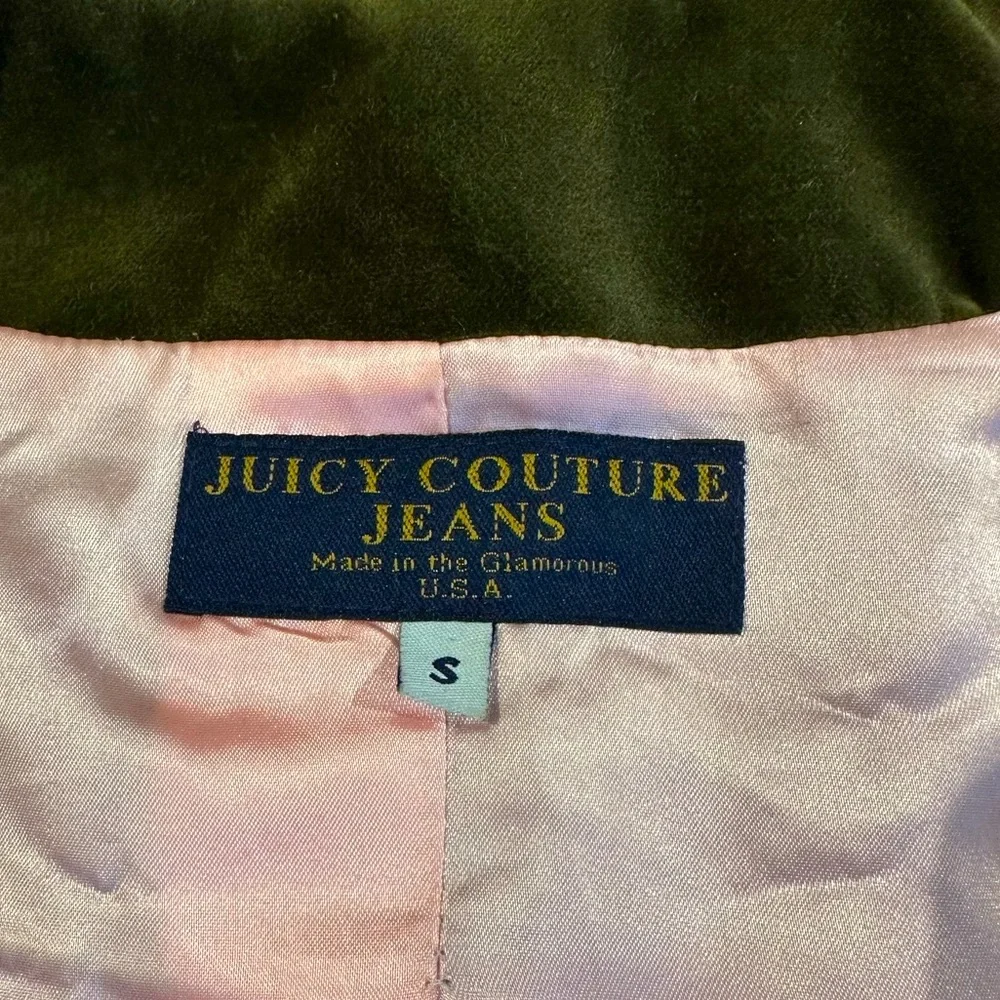 JUICY COUTURE
JEANS
Made in the Glamorous
U.S.A.
S